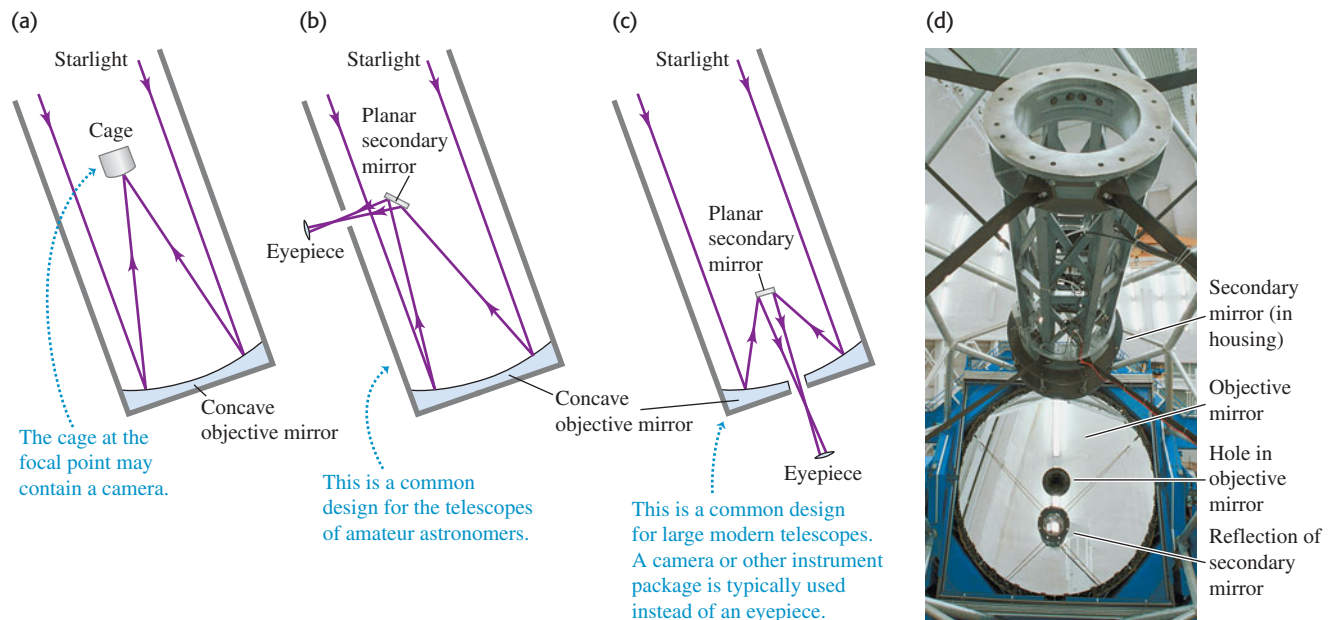 (a)
Starlight
Cage
Concave
objective mirror
The cage at the
focal point may
contain a camera.
(b)
Starlight
Planar
secondary
mirror
Eyepiece
Concave
objective mirror
This is a common
design for the telescopes
of amateur astronomers.
(c)
Starlight
Planar
secondary
mirror
Eyepiece
This is a common design
for large modern telescopes.
A camera or other instrument
package is typically used
instead of an eyepiece.
(d)
Secondary
mirror (in
housing)
Objective
mirror
Hole in
objective
mirror
Reflection of
secondary
mirror